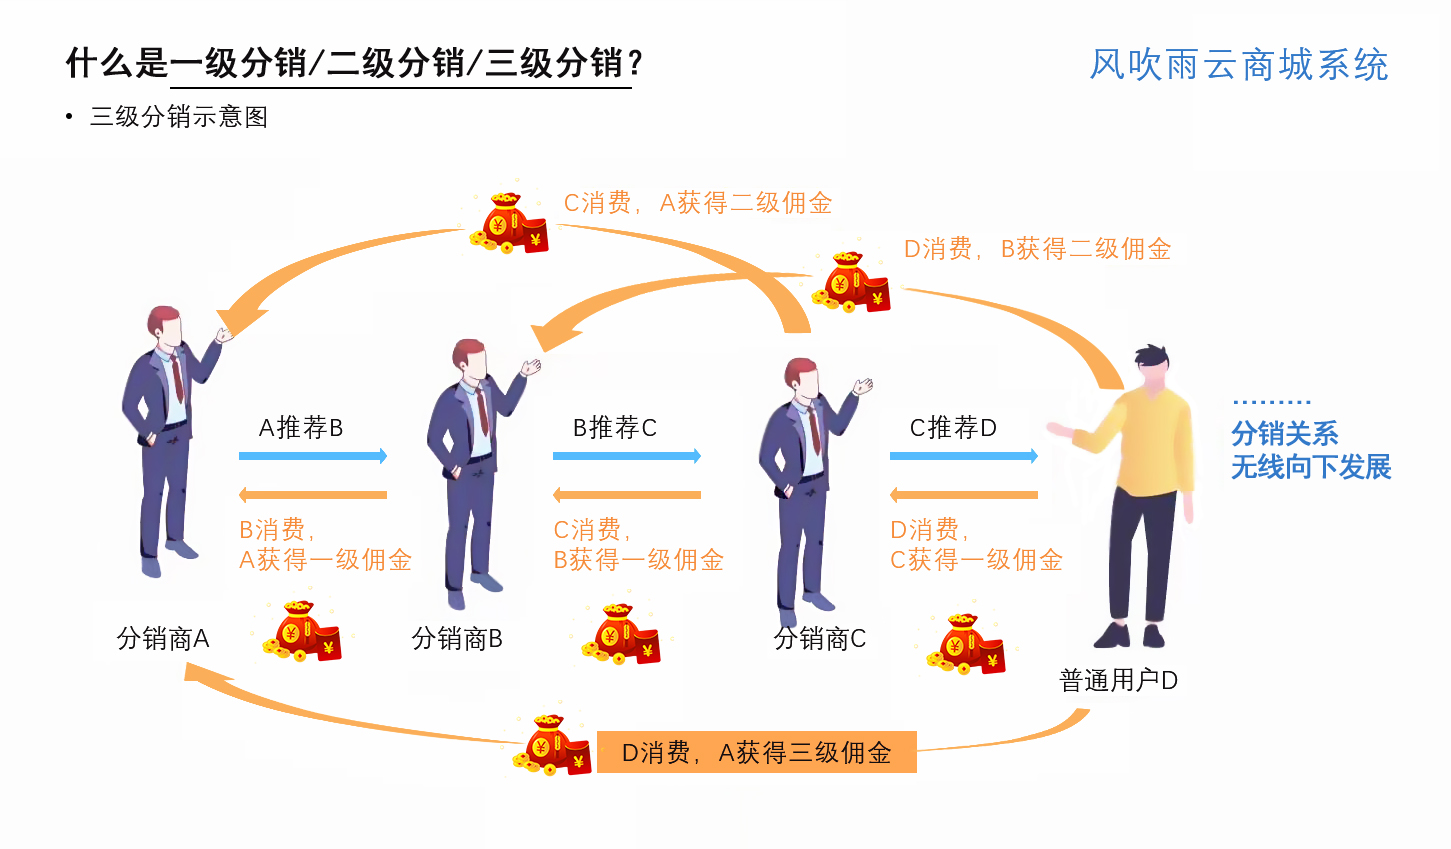 什么是一级分销/二级分销/三级分销?
风吹雨云商城系统
• 三级分销示意图
C消费，A获得二级佣金
D消费，B获得二级佣金
A推荐B
B推荐C
C推荐D
………
分销关系
无线向下发展
B消费，
A获得一级佣金
C消费，
B获得一级佣金
D消费，
C获得一级佣金
分销商A
分销商B
分销商C
普通用户D
D消费，A获得三级佣金
¥
¥
¥
¥
¥
¥
¥
¥
¥
¥
¥
¥